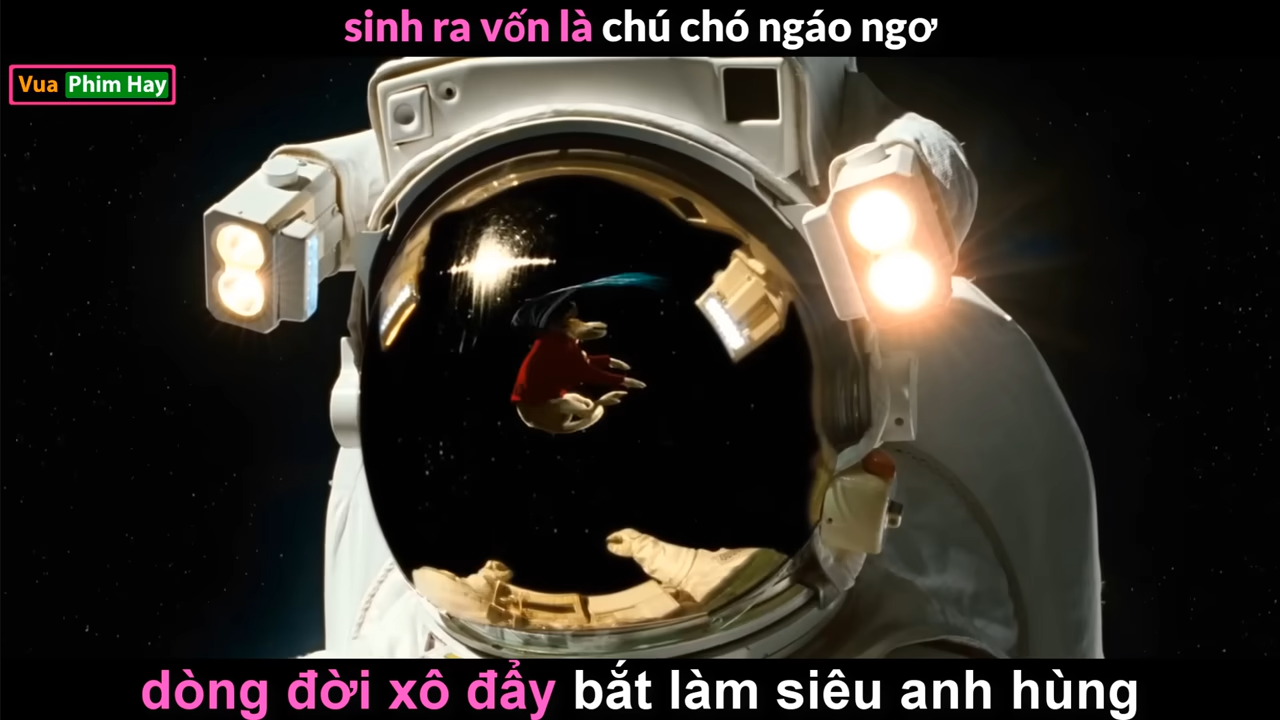 sinh ra vốn là chú chó ngáo ngơ
Vua Phim Hay
dòng đời xô đẩy bắt làm siêu anh hùng